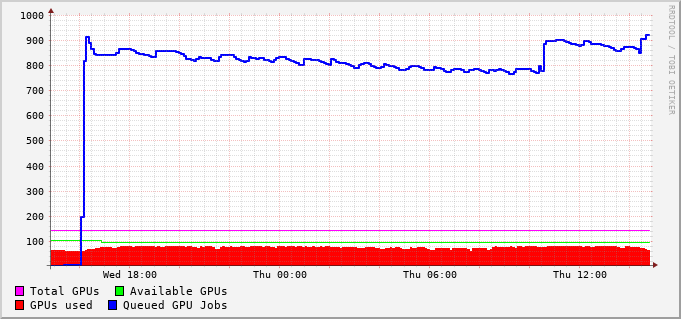 1000
900
800
700
600
500
400
300
200
100
Wed 18:00 Thu 00:00 Thu 06:00 Thu 12:00
Total GPUs Available GPUs
GPUs used Queued GPU Jobs
RRDTOOL / TOBI OETIKER